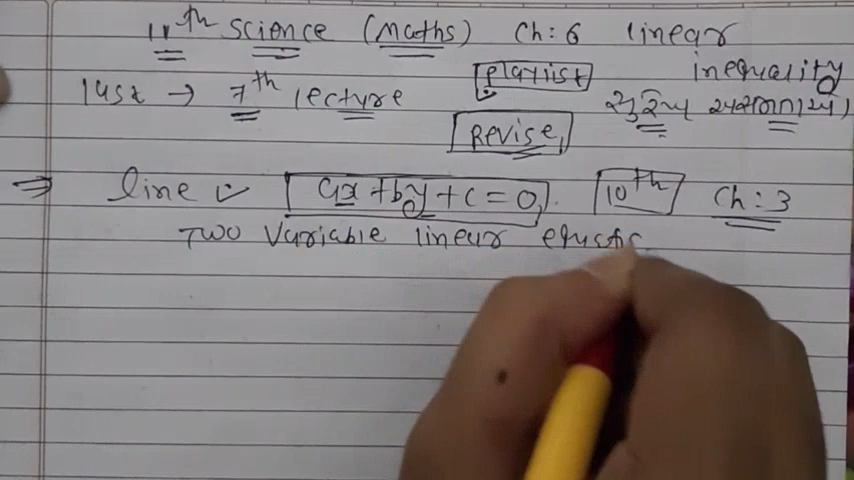 11th science (Maths) Ch: 6 linear
inequality
last → 7th lecture playlist સુરેખ અસમતા
Revise
⇒ line ax + by + c = 0. 10th Ch: 3
Two Variable linear